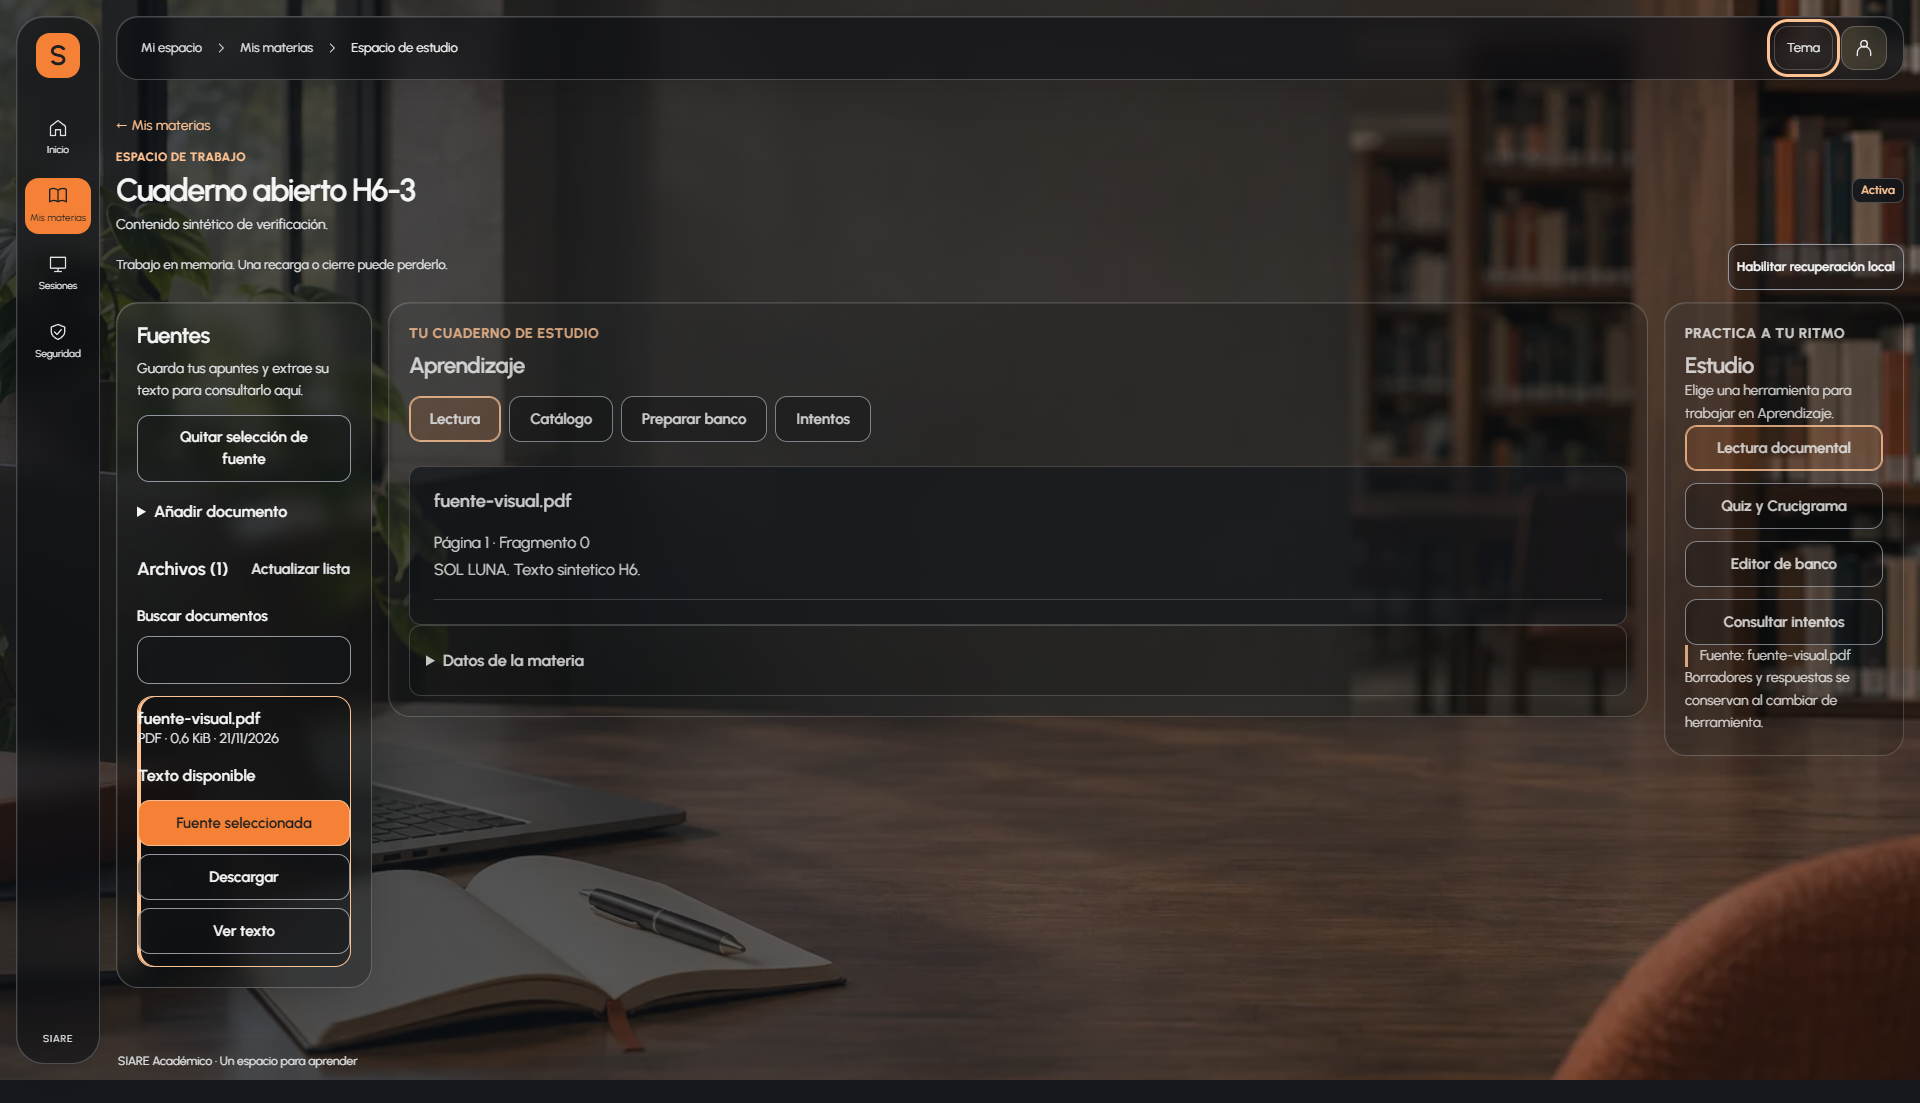 S
Mi espacio > Mis materias > Espacio de estudio
Tema
Inicio
Mis materias
Sesiones
Seguridad
SIARE
← Mis materias
ESPACIO DE TRABAJO
Cuaderno abierto H6-3
Activa
Contenido sintético de verificación.
Trabajo en memoria. Una recarga o cierre puede perderlo.
Habilitar recuperación local
Fuentes
Guarda tus apuntes y extrae su
texto para consultarlo aquí.
Quitar selección de
fuente
Añadir documento
Archivos (1)
Actualizar lista
Buscar documentos
fuente-visual.pdf
PDF · 0,6 KiB · 21/11/2026
Texto disponible
Fuente seleccionada
Descargar
Ver texto
TU CUADERNO DE ESTUDIO
Aprendizaje
Lectura
Catálogo
Preparar banco
Intentos
fuente-visual.pdf
Página 1 · Fragmento 0
SOL LUNA. Texto sintetico H6.
Datos de la materia
PRACTICA A TU RITMO
Estudio
Elige una herramienta para
trabajar en Aprendizaje.
Lectura documental
Quiz y Crucigrama
Editor de banco
Consultar intentos
Fuente: fuente-visual.pdf
Borradores y respuestas se
conservan al cambiar de
herramienta.
SIARE Académico · Un espacio para aprender